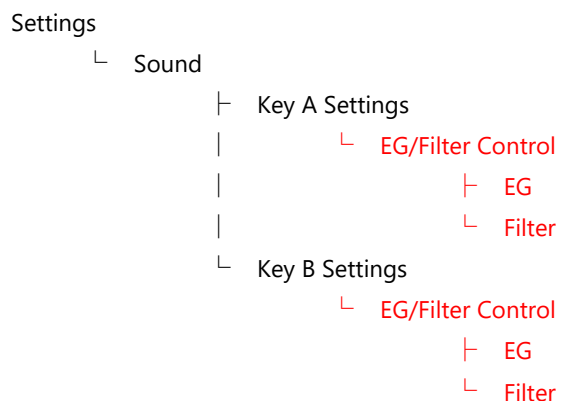 Settings
└ Sound
├ Key A Settings
│ └ EG/Filter Control
│ ├ EG
│ └ Filter
└ Key B Settings
└ EG/Filter Control
├ EG
└ Filter